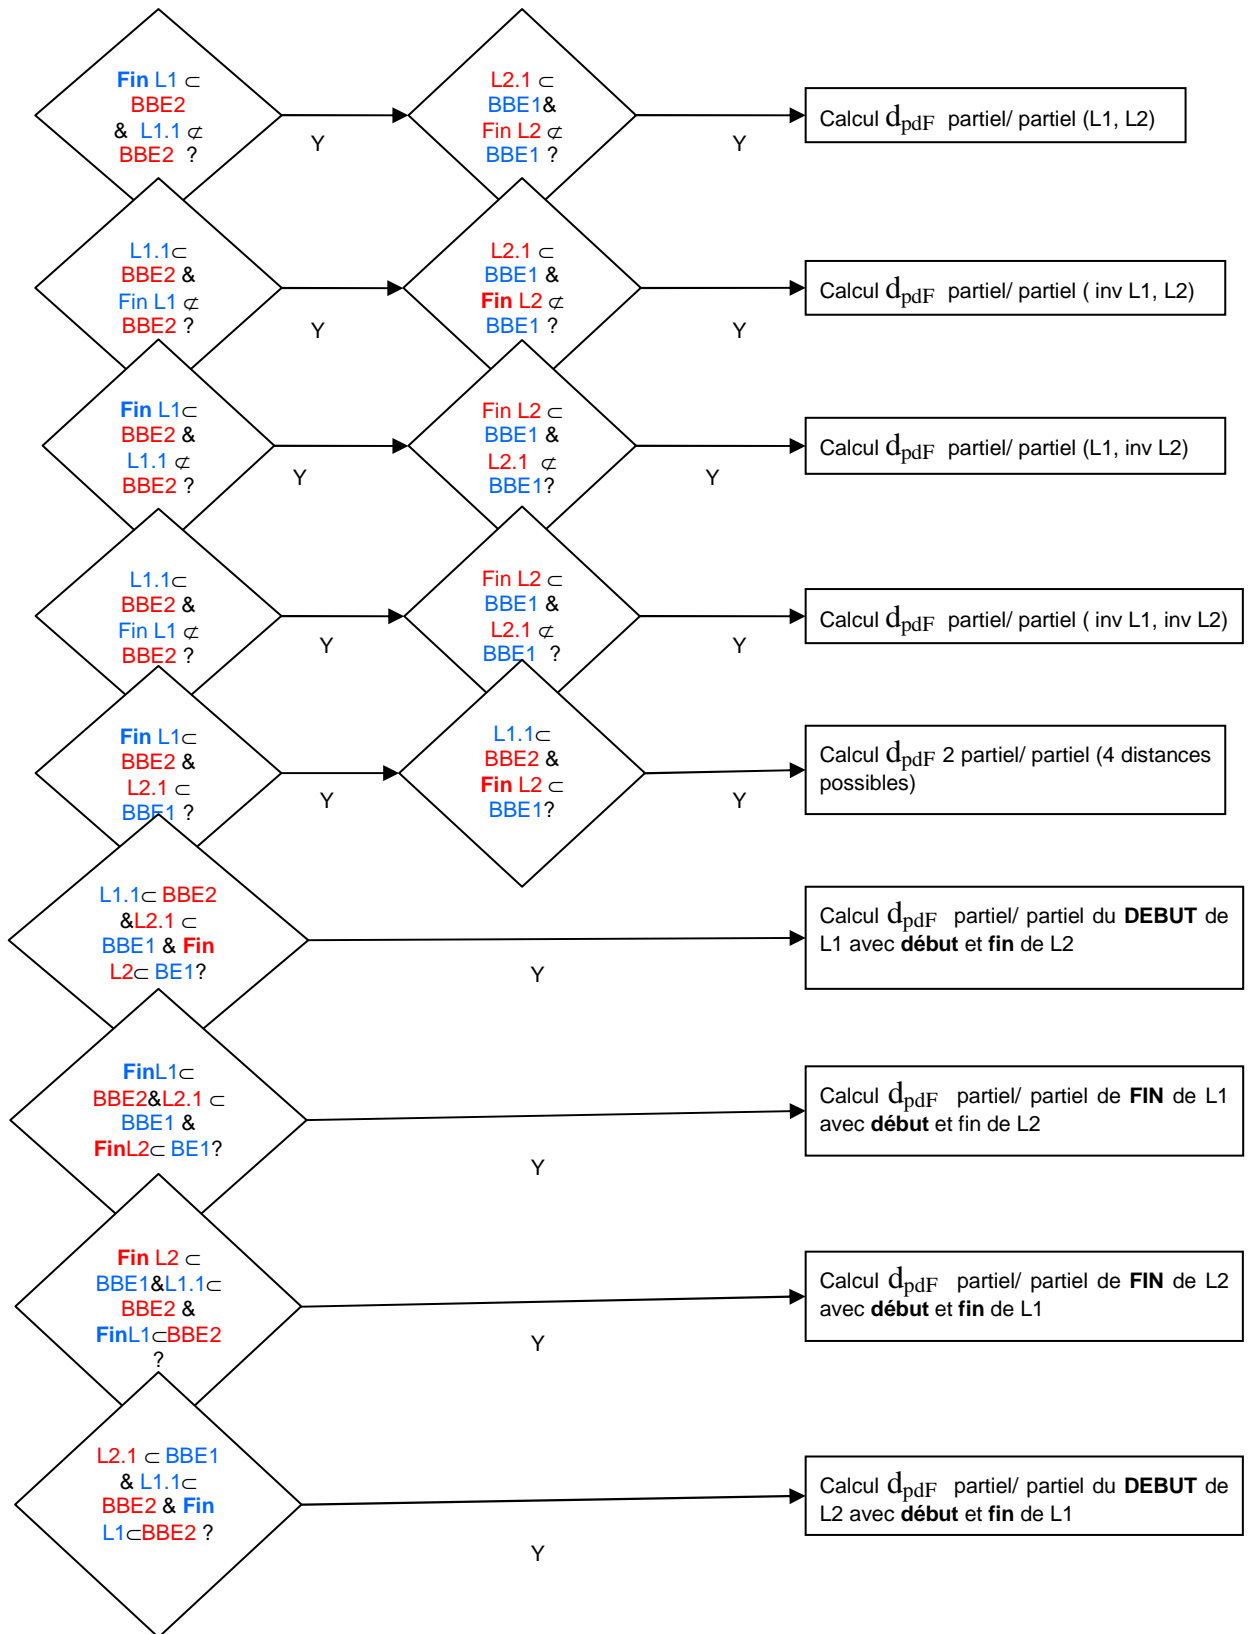 Fin L1 ⊂
BBE2
& L1.1 ⊄
BBE2 ?
Y
L2.1 ⊂
BBE1&
Fin L2 ⊄
BBE1 ?
Y
Calcul dpdF partiel/ partiel (L1, L2)
L1.1⊂
BBE2 &
Fin L1 ⊄
BBE2 ?
Y
L2.1 ⊂
BBE1 &
Fin L2 ⊄
BBE1 ?
Y
Calcul dpdF partiel/ partiel ( inv L1, L2)
Fin L1⊂
BBE2 &
L1.1 ⊄
BBE2 ?
Y
Fin L2 ⊂
BBE1 &
L2.1 ⊄
BBE1?
Y
Calcul dpdF partiel/ partiel (L1, inv L2)
L1.1⊂
BBE2 &
Fin L1 ⊄
BBE2 ?
Y
Fin L2 ⊂
BBE1 &
L2.1 ⊄
BBE1 ?
Y
Calcul dpdF partiel/ partiel ( inv L1, inv L2)
Fin L1⊂
BBE2 &
L2.1 ⊂
BBE1 ?
Y
L1.1⊂
BBE2 &
Fin L2 ⊂
BBE1?
Y
Calcul dpdF 2 partiel/ partiel (4 distances
possibles)
L1.1⊂ BBE2
&L2.1 ⊂
BBE1 & Fin
L2⊂ BE1?
Y
Calcul dpdF partiel/ partiel du DEBUT de
L1 avec début et fin de L2
FinL1⊂
BBE2&L2.1 ⊂
BBE1 &
FinL2⊂ BE1?
Y
Calcul dpdF partiel/ partiel de FIN de L1
avec début et fin de L2
Fin L2 ⊂
BBE1&L1.1⊂
BBE2 &
FinL1⊂BBE2
?
Y
Calcul dpdF partiel/ partiel de FIN de L2
avec début et fin de L1
L2.1 ⊂ BBE1
& L1.1⊂
BBE2 & Fin
L1⊂BBE2 ?
Y
Calcul dpdF partiel/ partiel du DEBUT de
L2 avec début et fin de L1